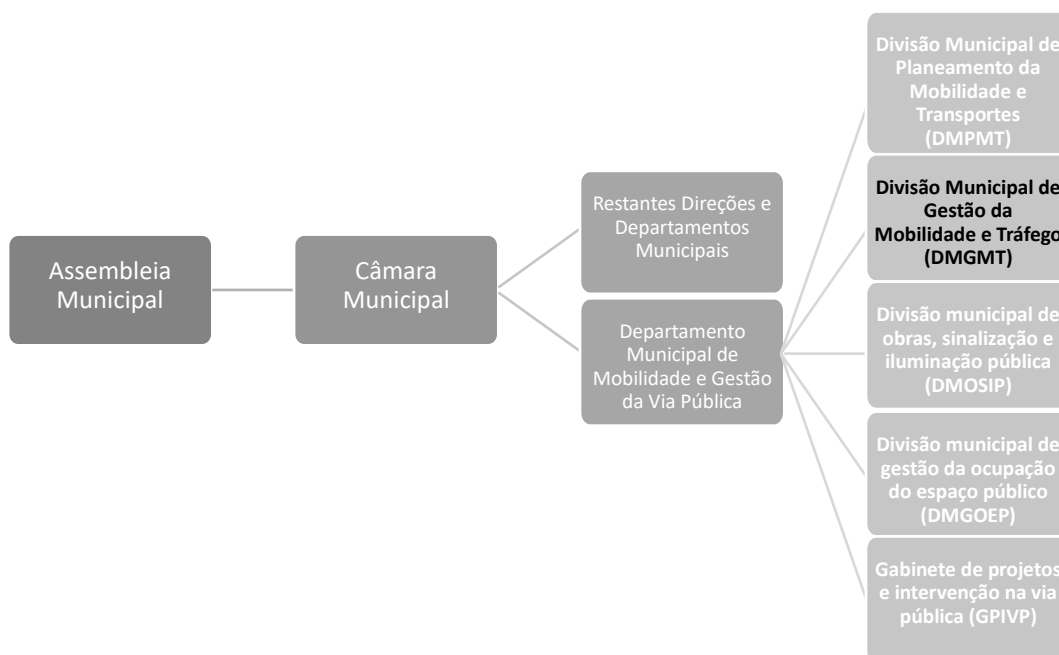 Assembleia
Municipal
Câmara
Municipal
Restantes Direções e
Departamentos
Municipais
Departamento
Municipal de
Mobilidade e Gestão
da Via Pública
Divisão Municipal de
Planeamento da
Mobilidade e
Transportes
(DMPMT)
Divisão Municipal de
Gestão da
Mobilidade e Tráfego
(DMGMT)
Divisão municipal de
obras, sinalização e
iluminação pública
(DMOSIP)
Divisão municipal de
gestão da ocupação
do espaço público
(DMGOEP)
Gabinete de projetos
e intervenção na via
pública (GPIVP)